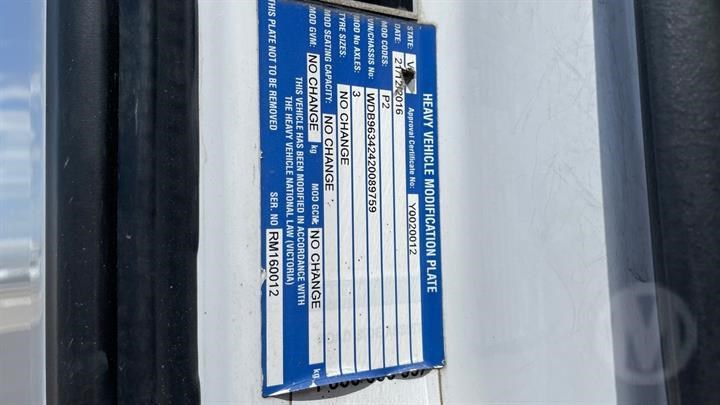 HEAVY VEHICLE MODIFICATION PLATE
STATE: Approval Certificate No: Y0020012
DATE: 21/12/2016
MOD CODES: P2
VIN/CHASSIS No: WDB96342420089759
MOD No AXLES: 3
TYRE SIZES: NO CHANGE
MOD SEATING CAPACITY: NO CHANGE
MOD GVM: NO CHANGE kg MOD GCM: NO CHANGE kg
THIS VEHICLE HAS BEEN MODIFIED IN ACCORDANCE WITH
THE HEAVY VEHICLE NATIONAL LAW (VICTORIA)
THIS PLATE NOT TO BE REMOVED SER. NO RM160012